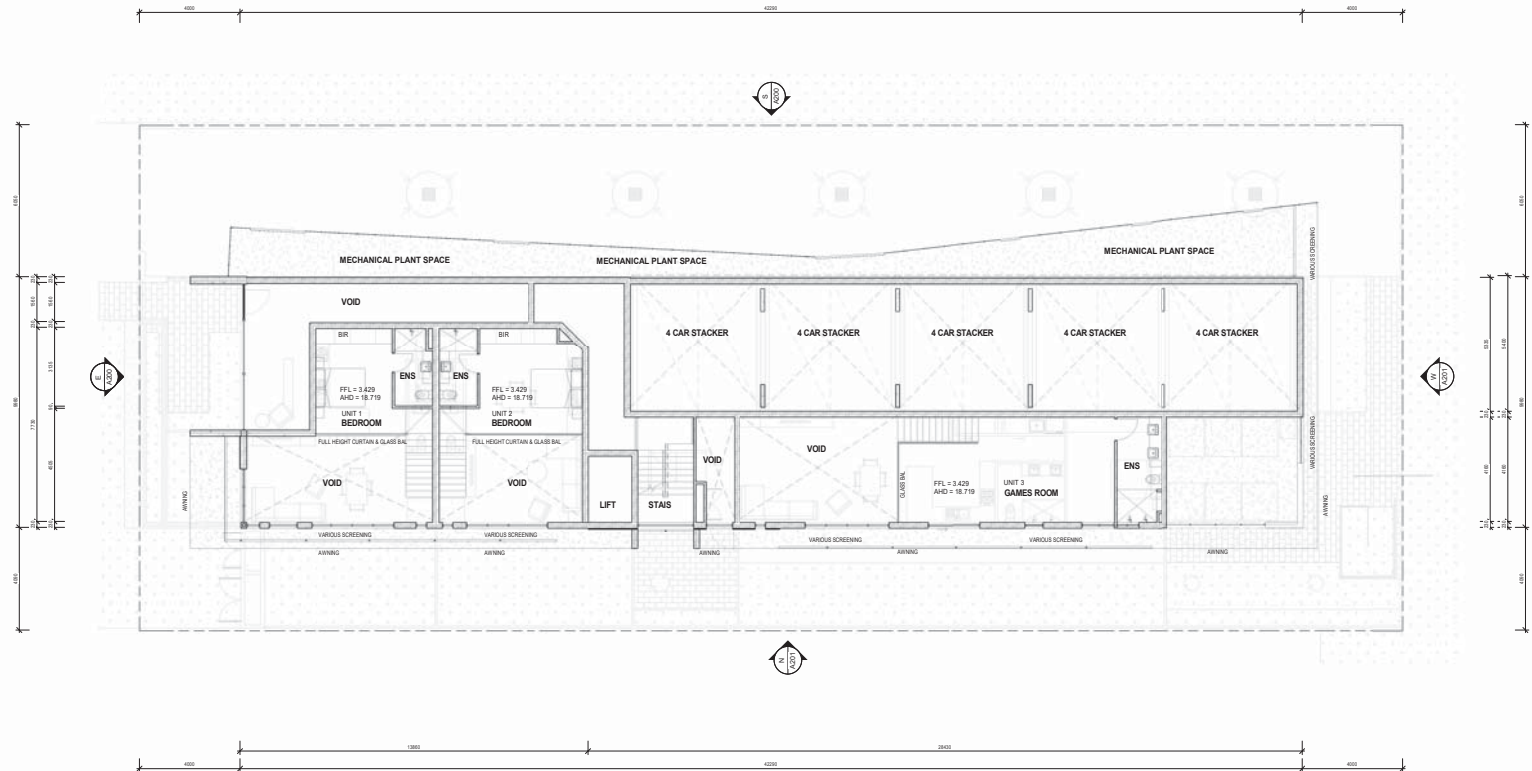 4000
42290
4000
S
A200
MECHANICAL PLANT SPACE
MECHANICAL PLANT SPACE
MECHANICAL PLANT SPACE
VARIOUS SCREENING
VOID
4 CAR STACKER
4 CAR STACKER
4 CAR STACKER
4 CAR STACKER
4 CAR STACKER
BIR
BIR
E
A200
W
A201
ENS
ENS
FFL = 3.429
AHD = 18.719
UNIT 1
BEDROOM
FFL = 3.429
AHD = 18.719
UNIT 2
BEDROOM
FULL HEIGHT CURTAIN & GLASS BAL
FULL HEIGHT CURTAIN & GLASS BAL
VOID
VOID
LIFT
STAIS
VOID
VOID
GLASS BAL
FFL = 3.429
AHD = 18.719
UNIT 3
GAMES ROOM
ENS
VARIOUS SCREENING
AWNING
AWNING
VARIOUS SCREENING
VARIOUS SCREENING
VARIOUS SCREENING
VARIOUS SCREENING
AWNING
AWNING
AWNING
AWNING
AWNING
N
A201
13860
28430
4000
42290
4000